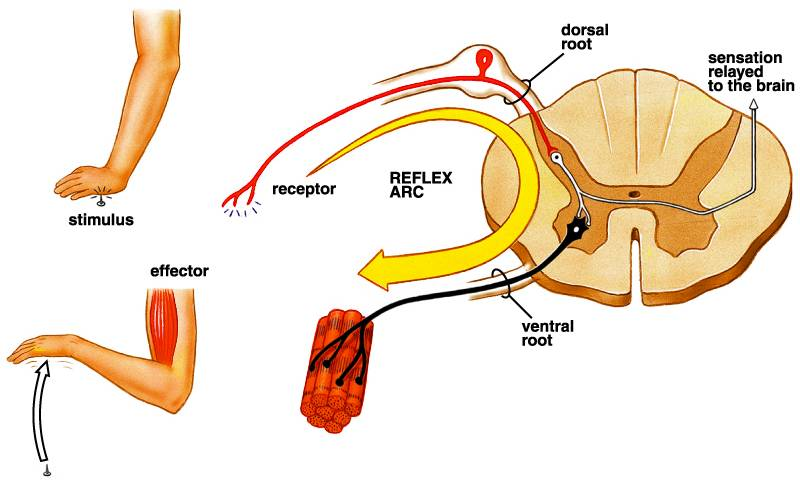 dorsal
root
sensation
relayed
to the brain
receptor
REFLEX
ARC
stimulus
effector
ventral
root